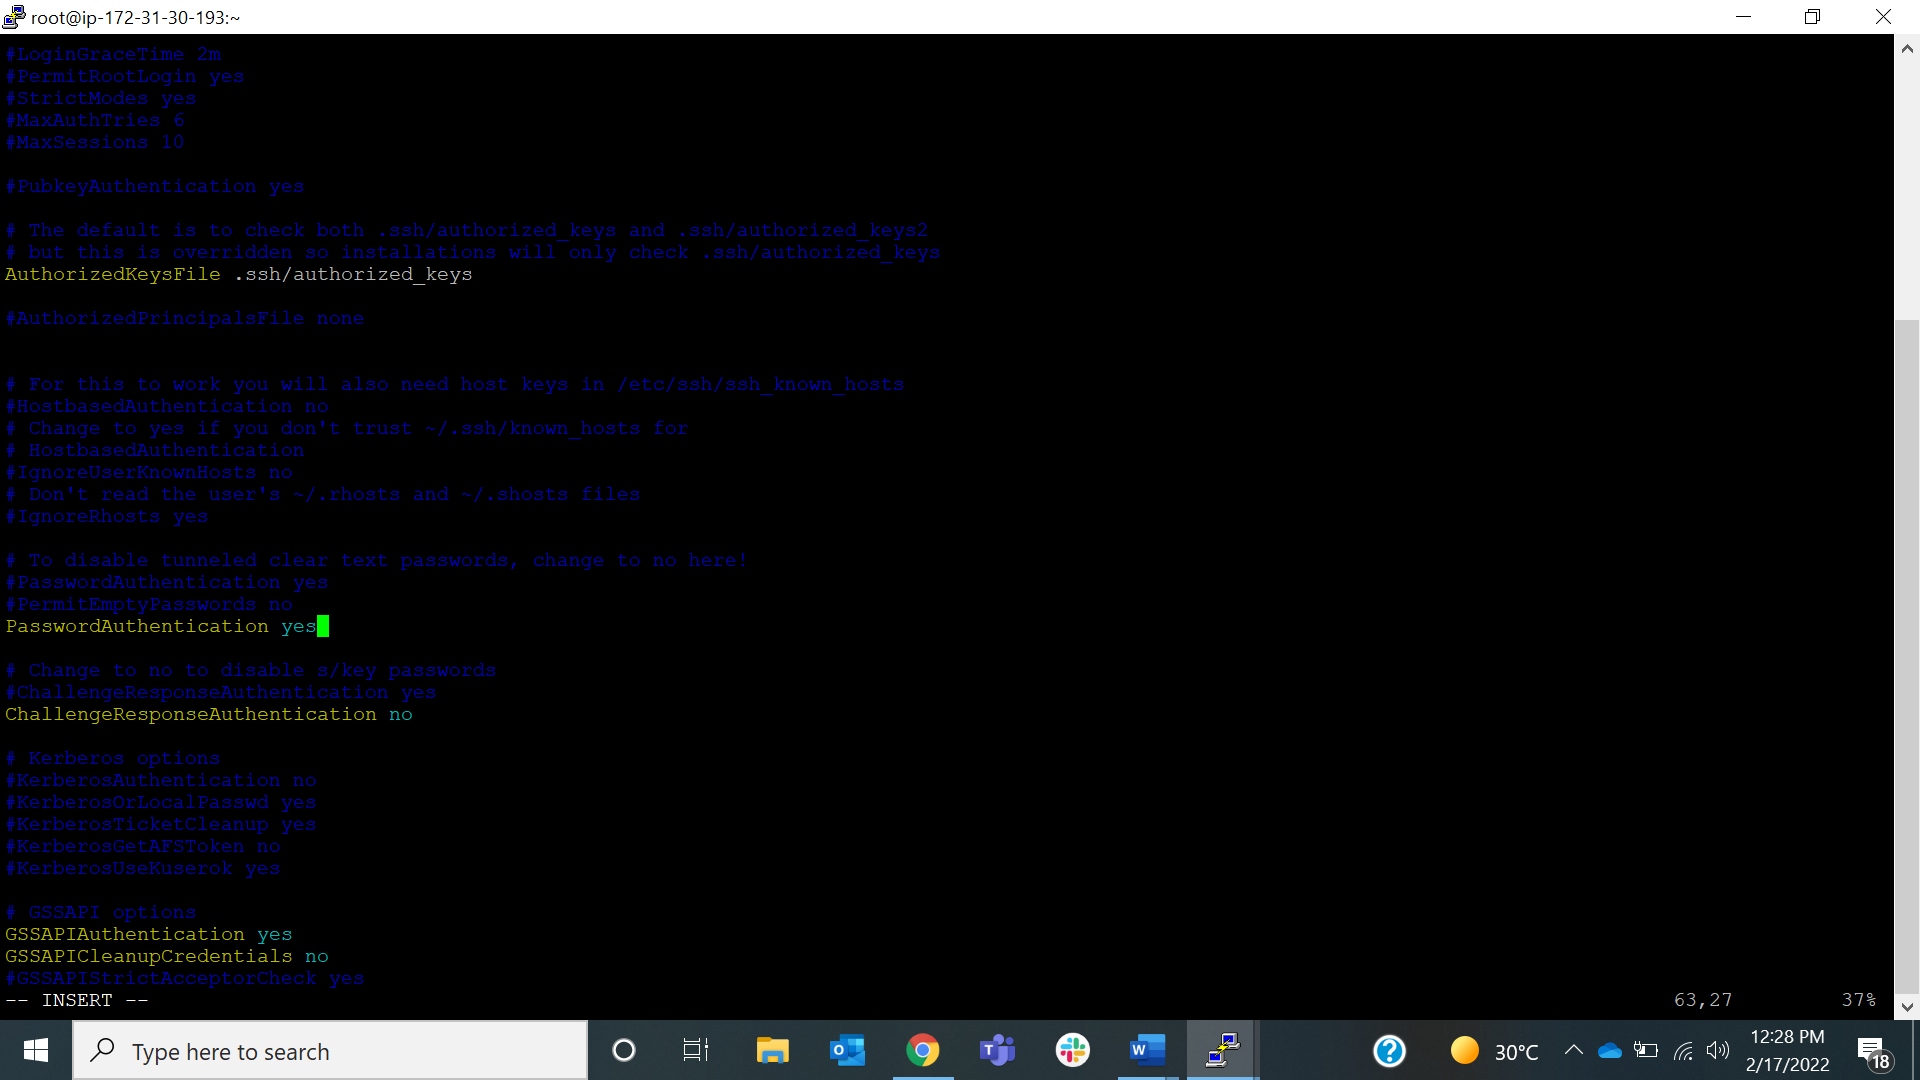 root@ip-172-31-30-193:~
#LoginGraceTime 2m
#PermitRootLogin yes
#StrictModes yes
#MaxAuthTries 6
#MaxSessions 10
#PubkeyAuthentication yes
# The default is to check both .ssh/authorized_keys and .ssh/authorized_keys2
# but this is overridden so installations will only check .ssh/authorized_keys
AuthorizedKeysFile .ssh/authorized_keys
#AuthorizedPrincipalsFile none
# For this to work you will also need host keys in /etc/ssh/ssh_known_hosts
#HostbasedAuthentication no
# Change to yes if you don't trust ~/.ssh/known_hosts for
# HostbasedAuthentication
#IgnoreUserKnownHosts no
# Don't read the user's ~/.rhosts and ~/.shosts files
#IgnoreRhosts yes
# To disable tunneled clear text passwords, change to no here!
#PasswordAuthentication yes
#PermitEmptyPasswords no
PasswordAuthentication yes
# Change to no to disable s/key passwords
#ChallengeResponseAuthentication yes
ChallengeResponseAuthentication no
# Kerberos options
#KerberosAuthentication no
#KerberosOrLocalPasswd yes
#KerberosTicketCleanup yes
#KerberosGetAFSToken no
#KerberosUseKuserok yes
# GSSAPI options
GSSAPIAuthentication yes
GSSAPICleanupCredentials no
#GSSAPIStrictAcceptorCheck yes
-- INSERT -- 63,27 37%
Type here to search
30°C
12:28 PM
2/17/2022
18